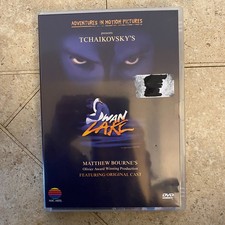 ADVENTURES IN MOTION PICTURES
presents
TCHAIKOVSKY'S
SWAN
LAKE
MATTHEW BOURNE'S
Olivier Award Winning Production
FEATURING ORIGINAL CAST
DVD